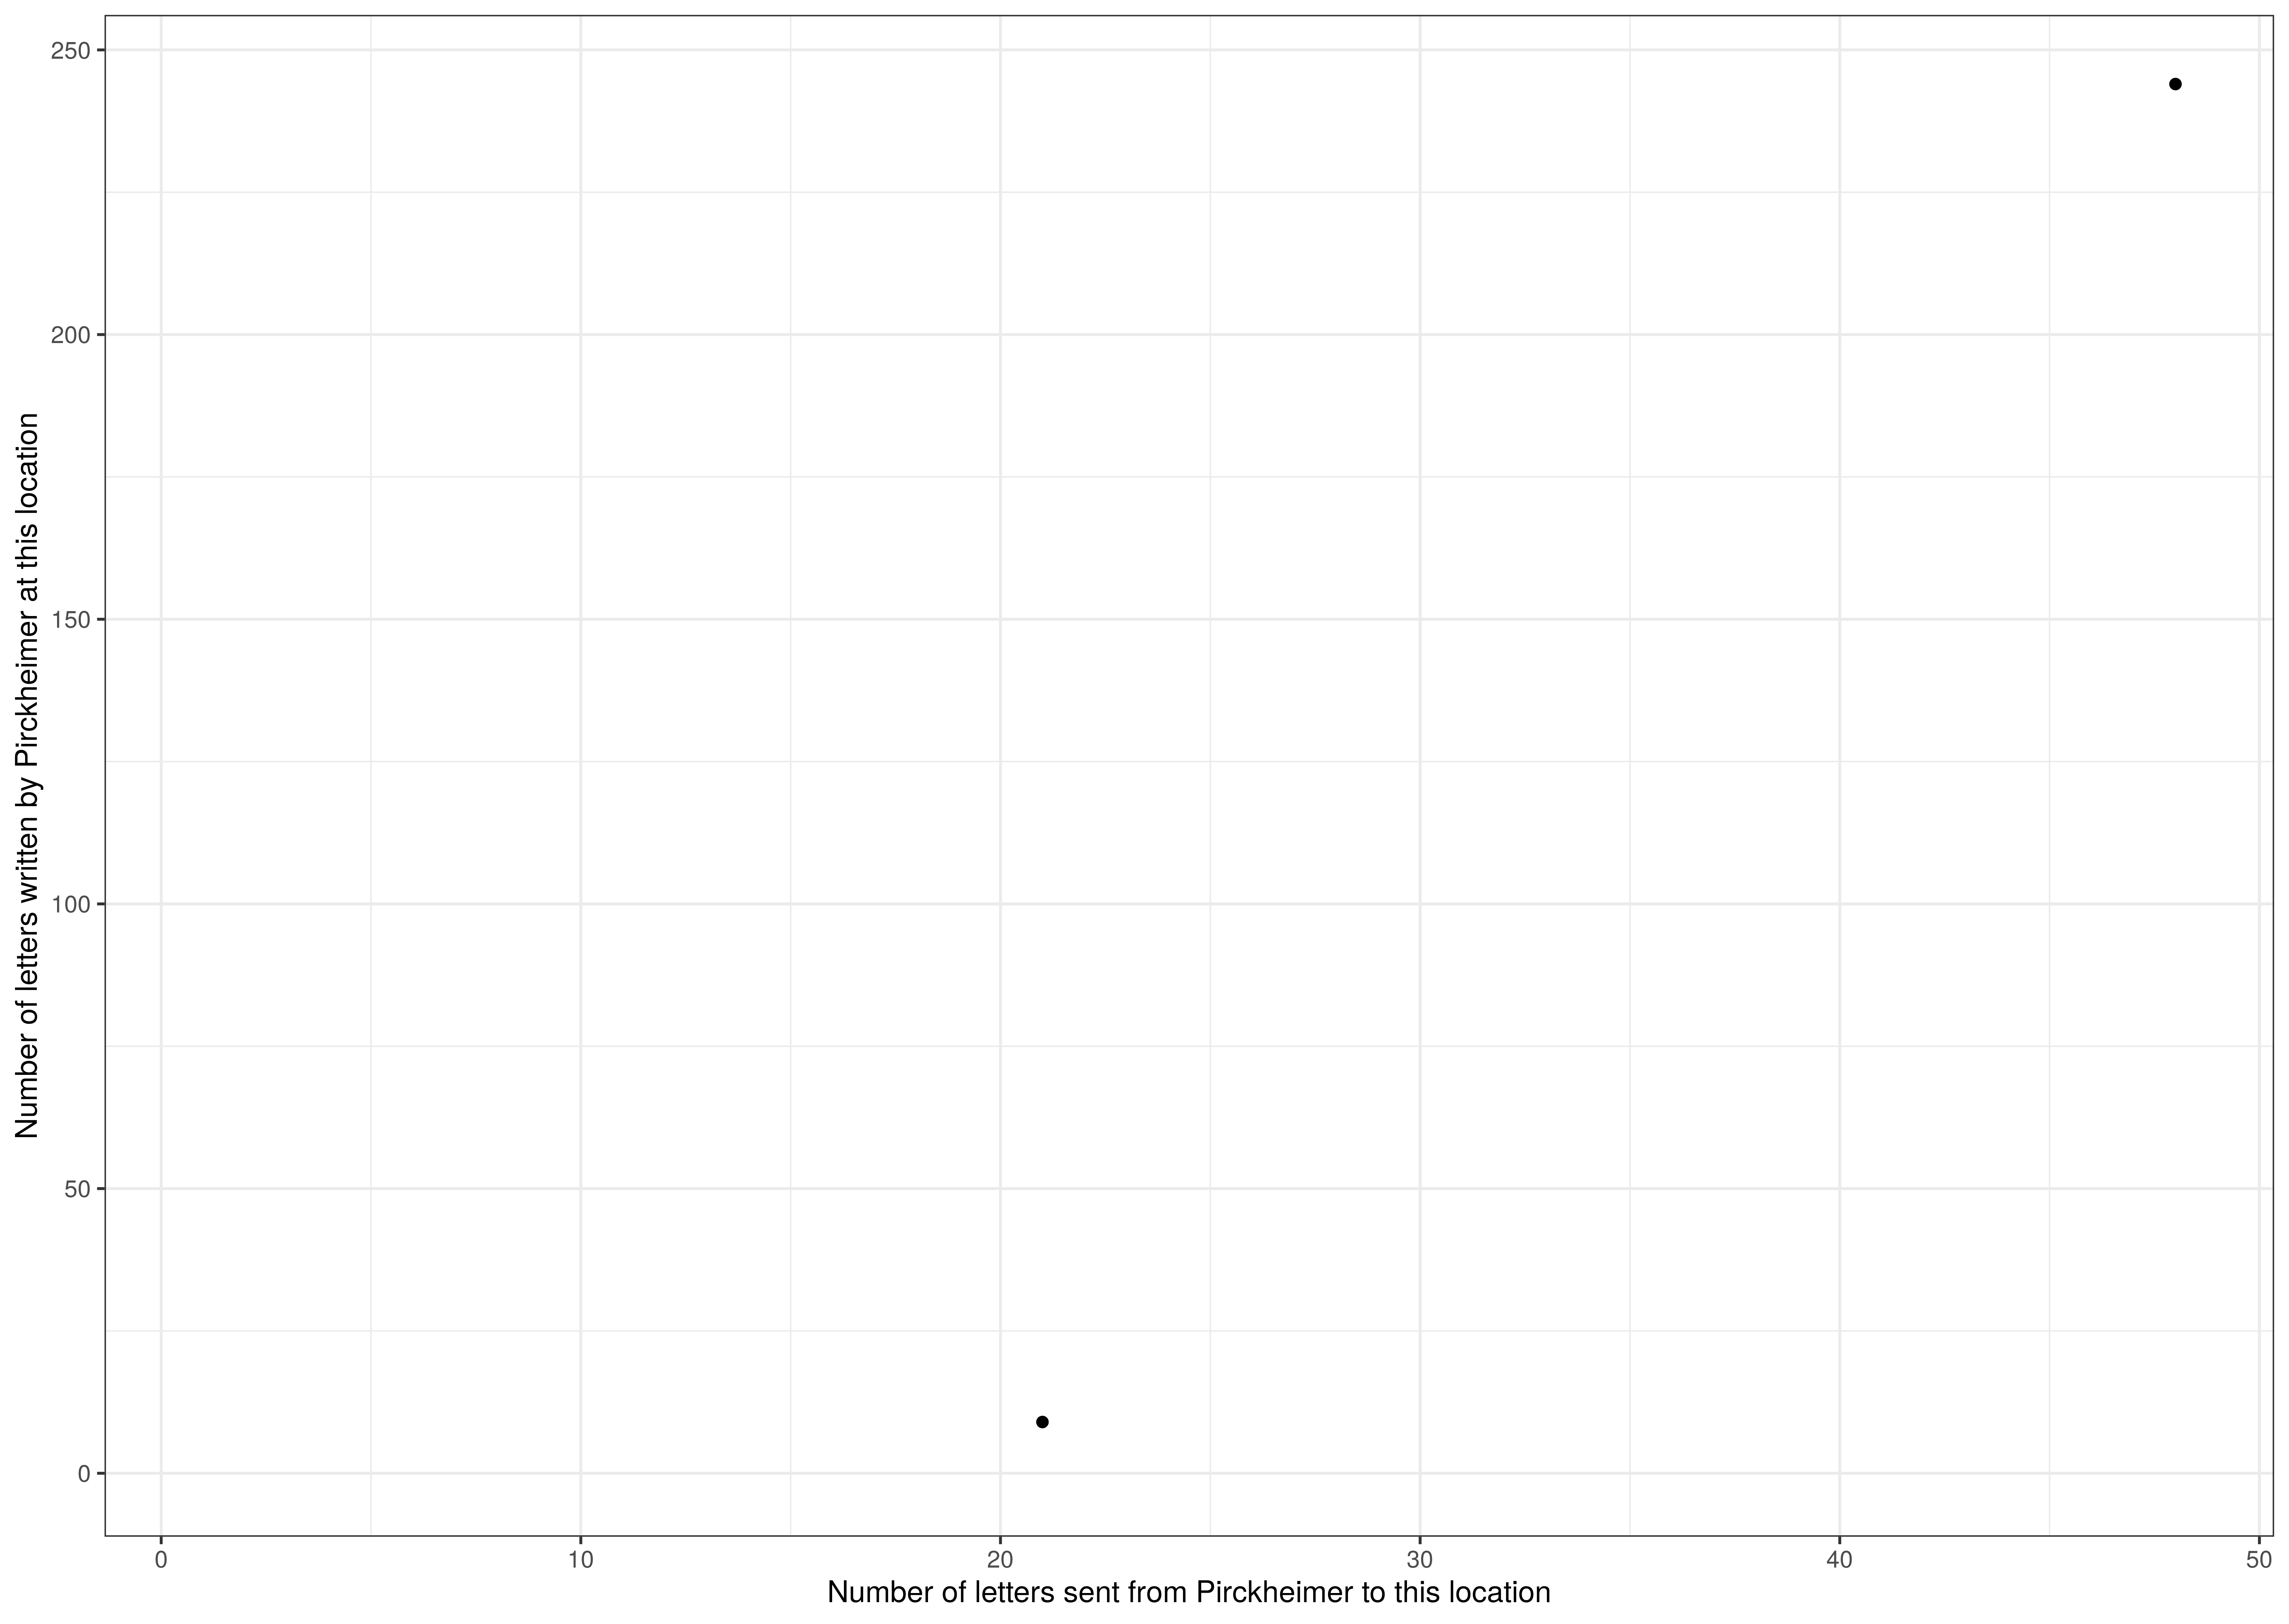 250
200
150
100
50
0
Number of letters written by Pirckheimer at this location
0 10 20 30 40 50
Number of letters sent from Pirckheimer to this location